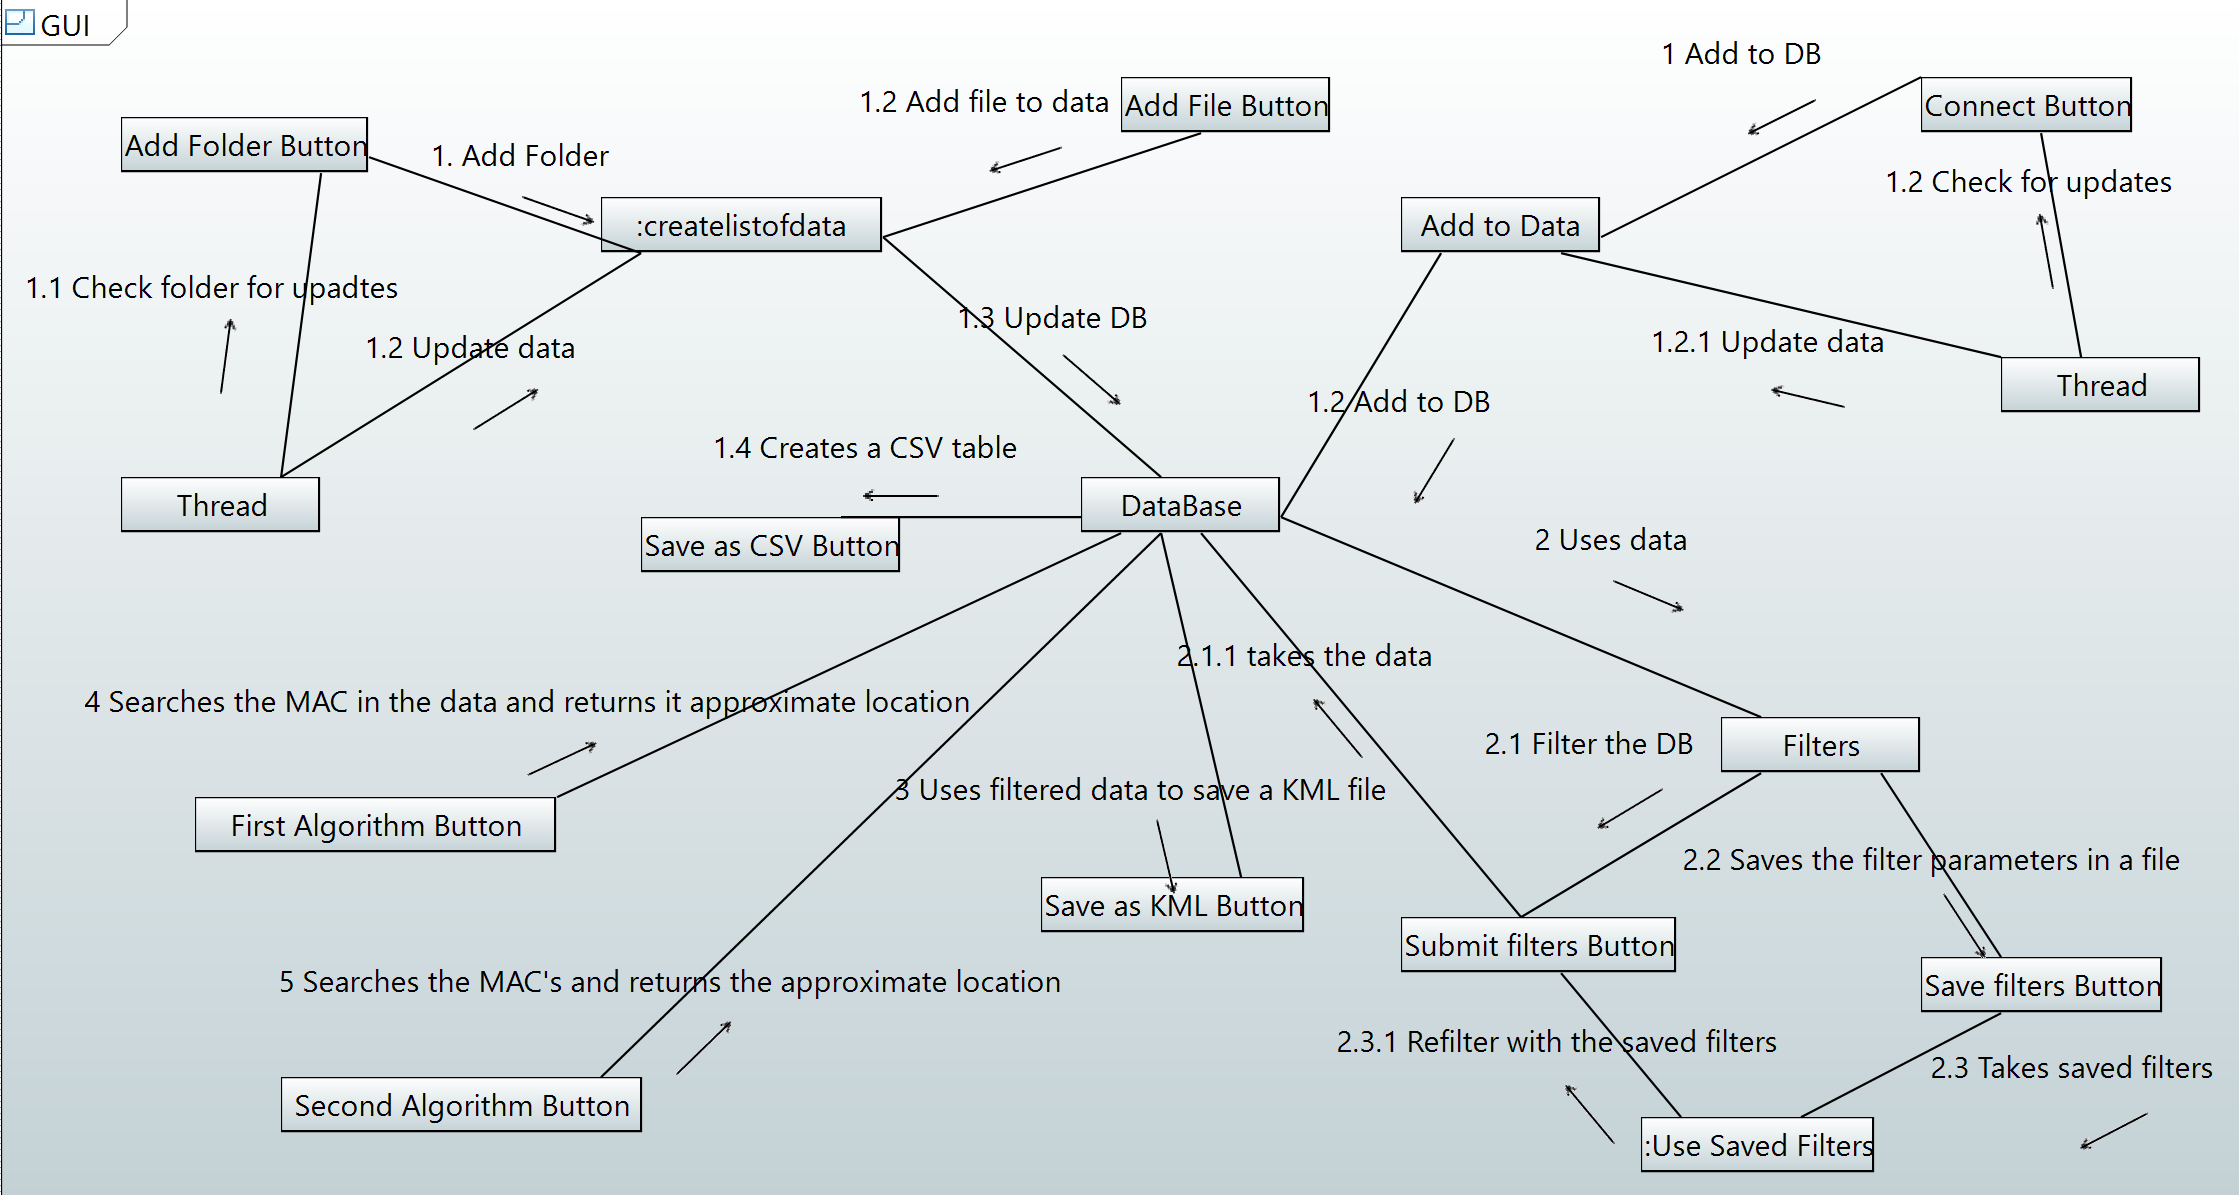 GUI
1 Add to DB
1.2 Add file to data
Add File Button
Connect Button
Add Folder Button
1. Add Folder
1.2 Check for updates
:createlistofdata
Add to Data
1.1 Check folder for upadtes
1.3 Update DB
1.2 Update data
1.2.1 Update data
Thread
1.2 Add to DB
1.4 Creates a CSV table
Thread
DataBase
Save as CSV Button
2 Uses data
2.1.1 takes the data
4 Searches the MAC in the data and returns it approximate location
2.1 Filter the DB
Filters
3 Uses filtered data to save a KML file
First Algorithm Button
2.2 Saves the filter parameters in a file
Save as KML Button
Submit filters Button
5 Searches the MAC's and returns the approximate location
Save filters Button
2.3.1 Refilter with the saved filters
2.3 Takes saved filters
Second Algorithm Button
:Use Saved Filters